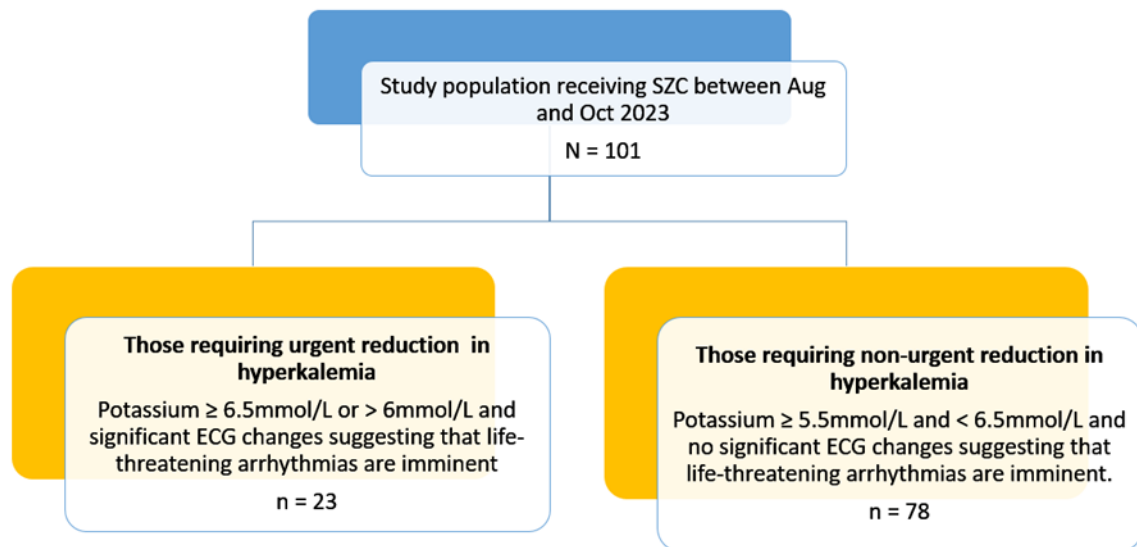 Study population receiving SZC between Aug
and Oct 2023
N = 101
Those requiring urgent reduction  in
hyperkalemia
Potassium ≥ 6.5mmol/L or > 6mmol/L and
significant ECG changes suggesting that life-
threatening arrhythmias are imminent
n = 23
Those requiring non-urgent reduction in
hyperkalemia
Potassium ≥ 5.5mmol/L and < 6.5mmol/L and
no significant ECG changes suggesting that
life-threatening arrhythmias are imminent.
n = 78